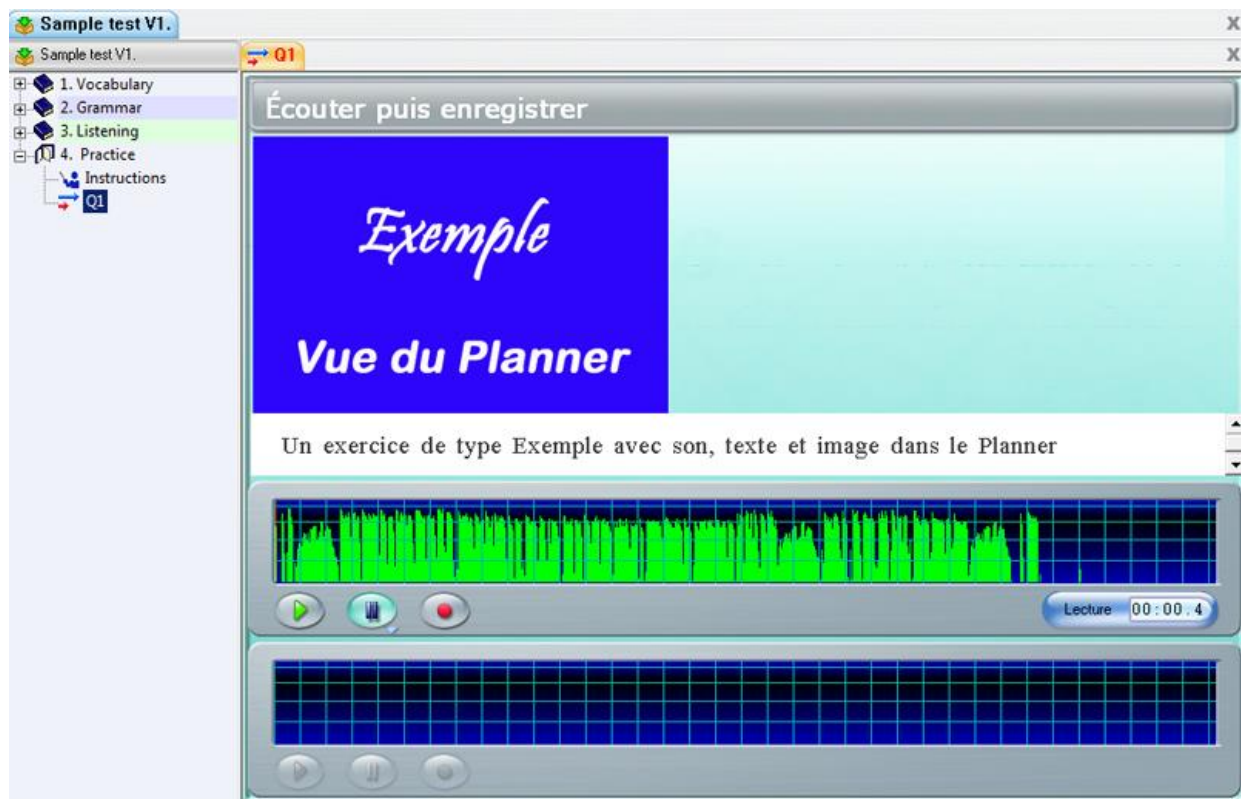 Sample test V1.
Sample test V1.
Q1
1. Vocabulary
2. Grammar
3. Listening
4. Practice
Instructions
Q1
Écouter puis enregistrer
Exemple
Vue du Planner
Un exercice de type Exemple avec son, texte et image dans le Planner
Lecture 00:00.4